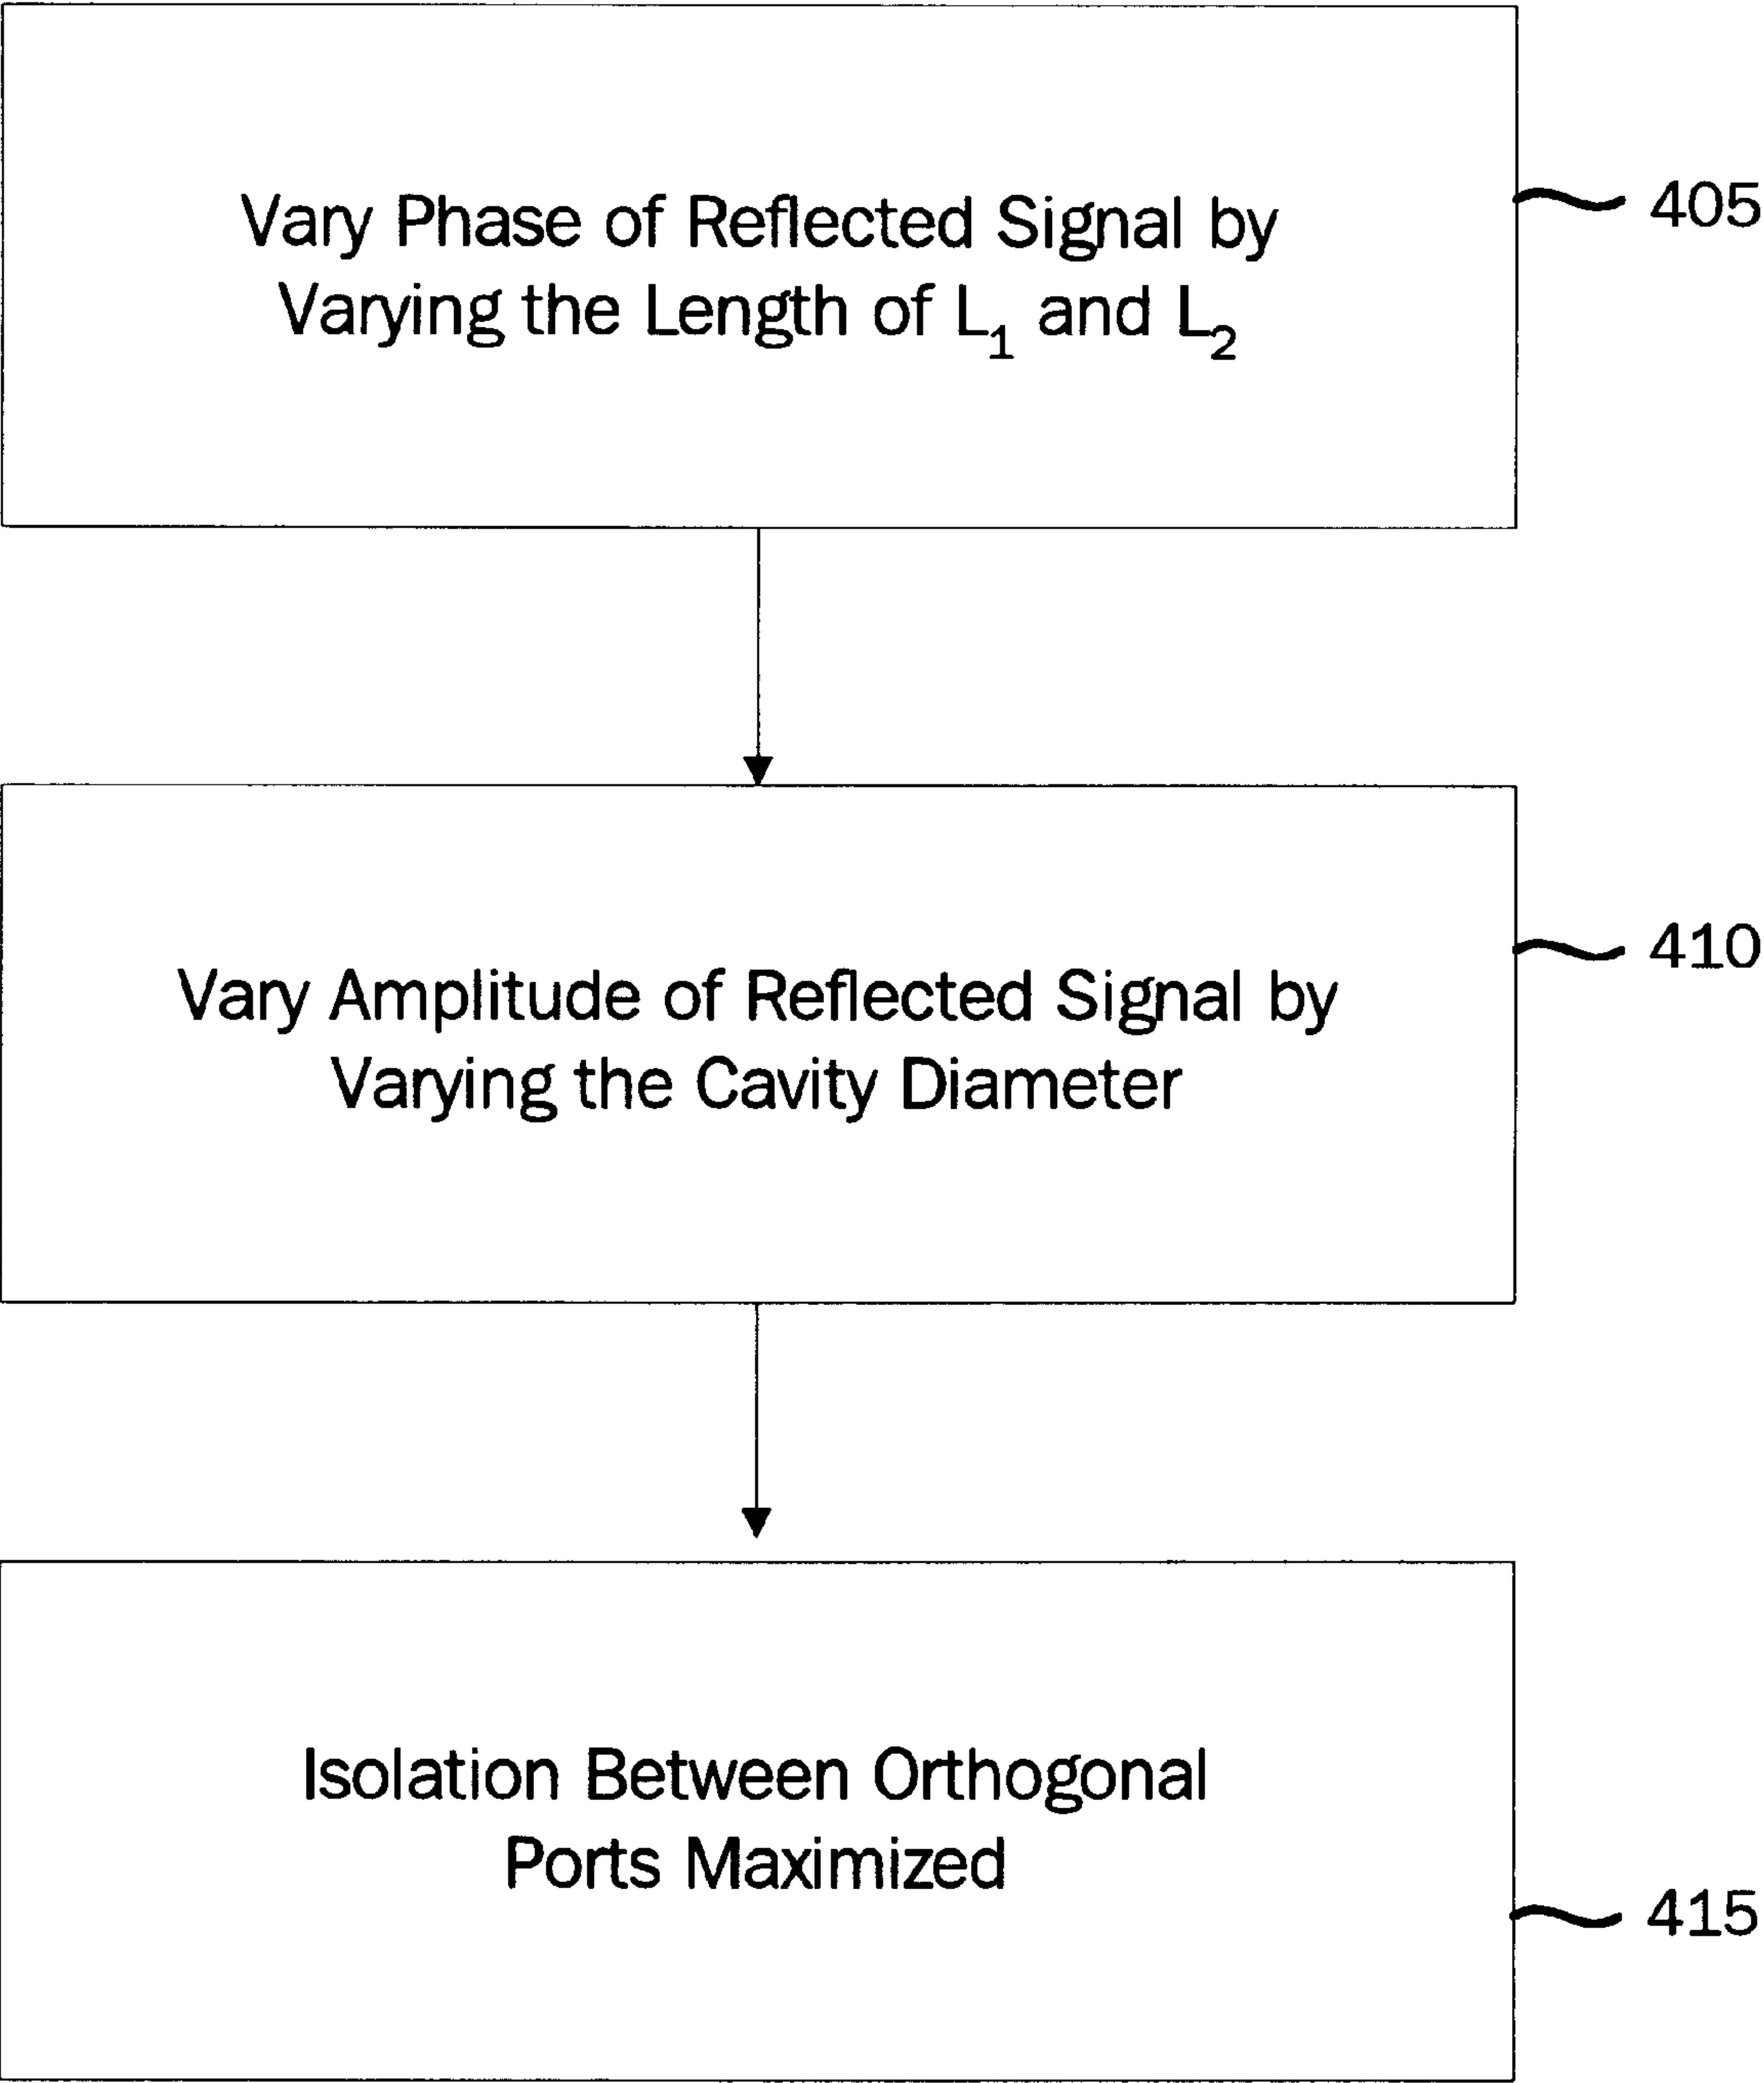 Vary Phase of Reflected Signal by
Varying the Length of L₁ and L₂
405
Vary Amplitude of Reflected Signal by
Varying the Cavity Diameter
410
Isolation Between Orthogonal
Ports Maximized
415